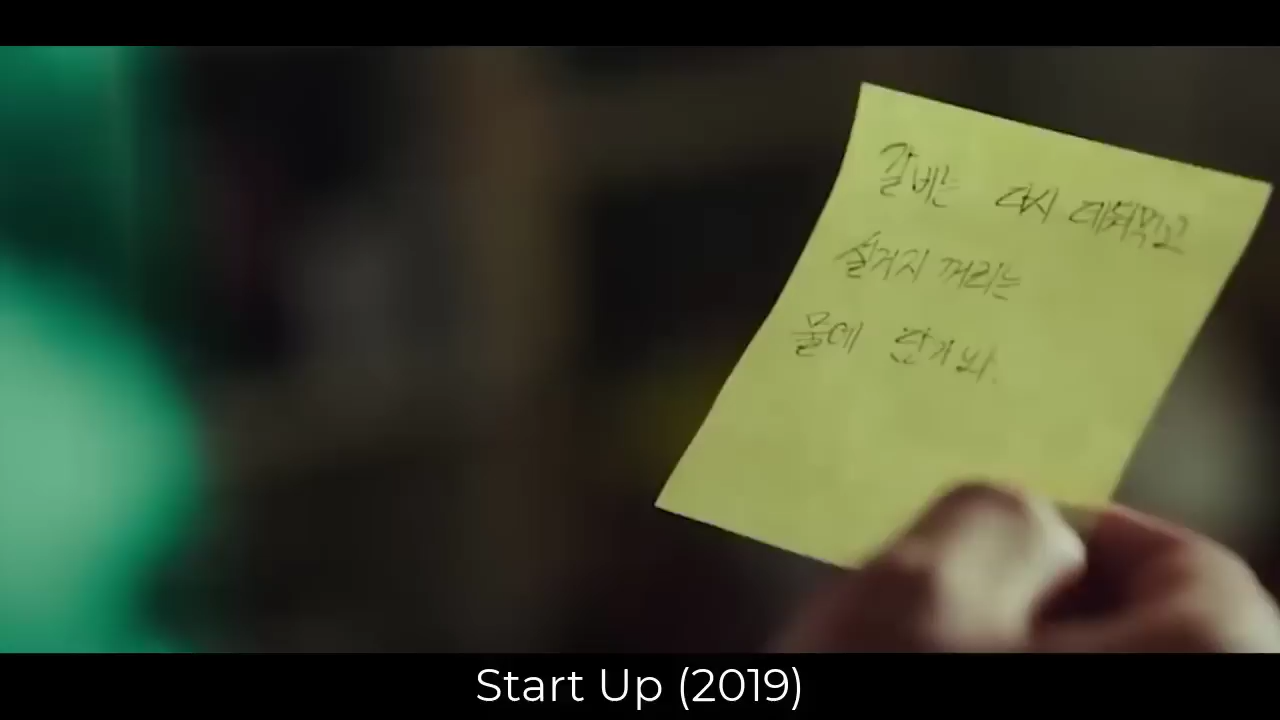 갈비는 다시 데워먹고
설거지 꺼리는
물에 담가 놔.
Start Up (2019)